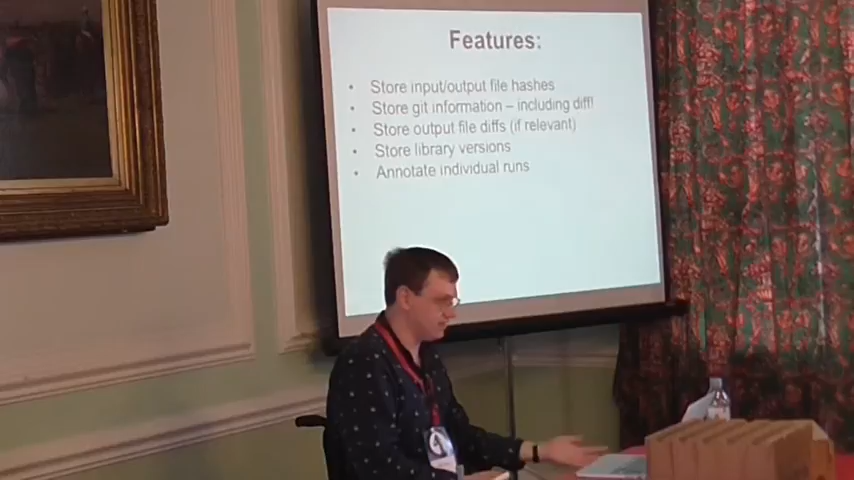 Features:
• Store input/output file hashes
• Store git information – including diff!
• Store output file diffs (if relevant)
• Store library versions
• Annotate individual runs